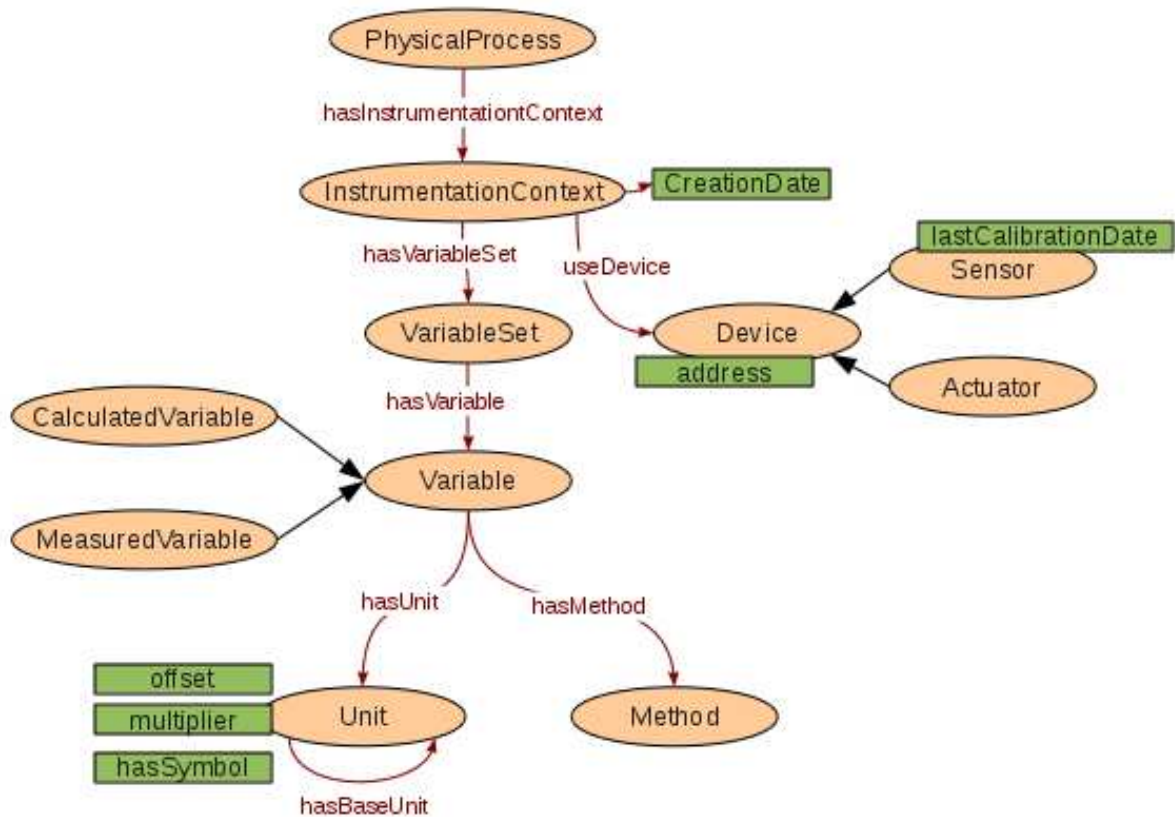 PhysicalProcess
hasInstrumentationtContext
InstrumentationContext
CreationDate
lastCalibrationDate
hasVariableSet
useDevice
Sensor
VariableSet
Device
address
Actuator
hasVariable
CalculatedVariable
Variable
MeasuredVariable
hasUnit
hasMethod
offset
multiplier
Unit
Method
hasSymbol
hasBaseUnit